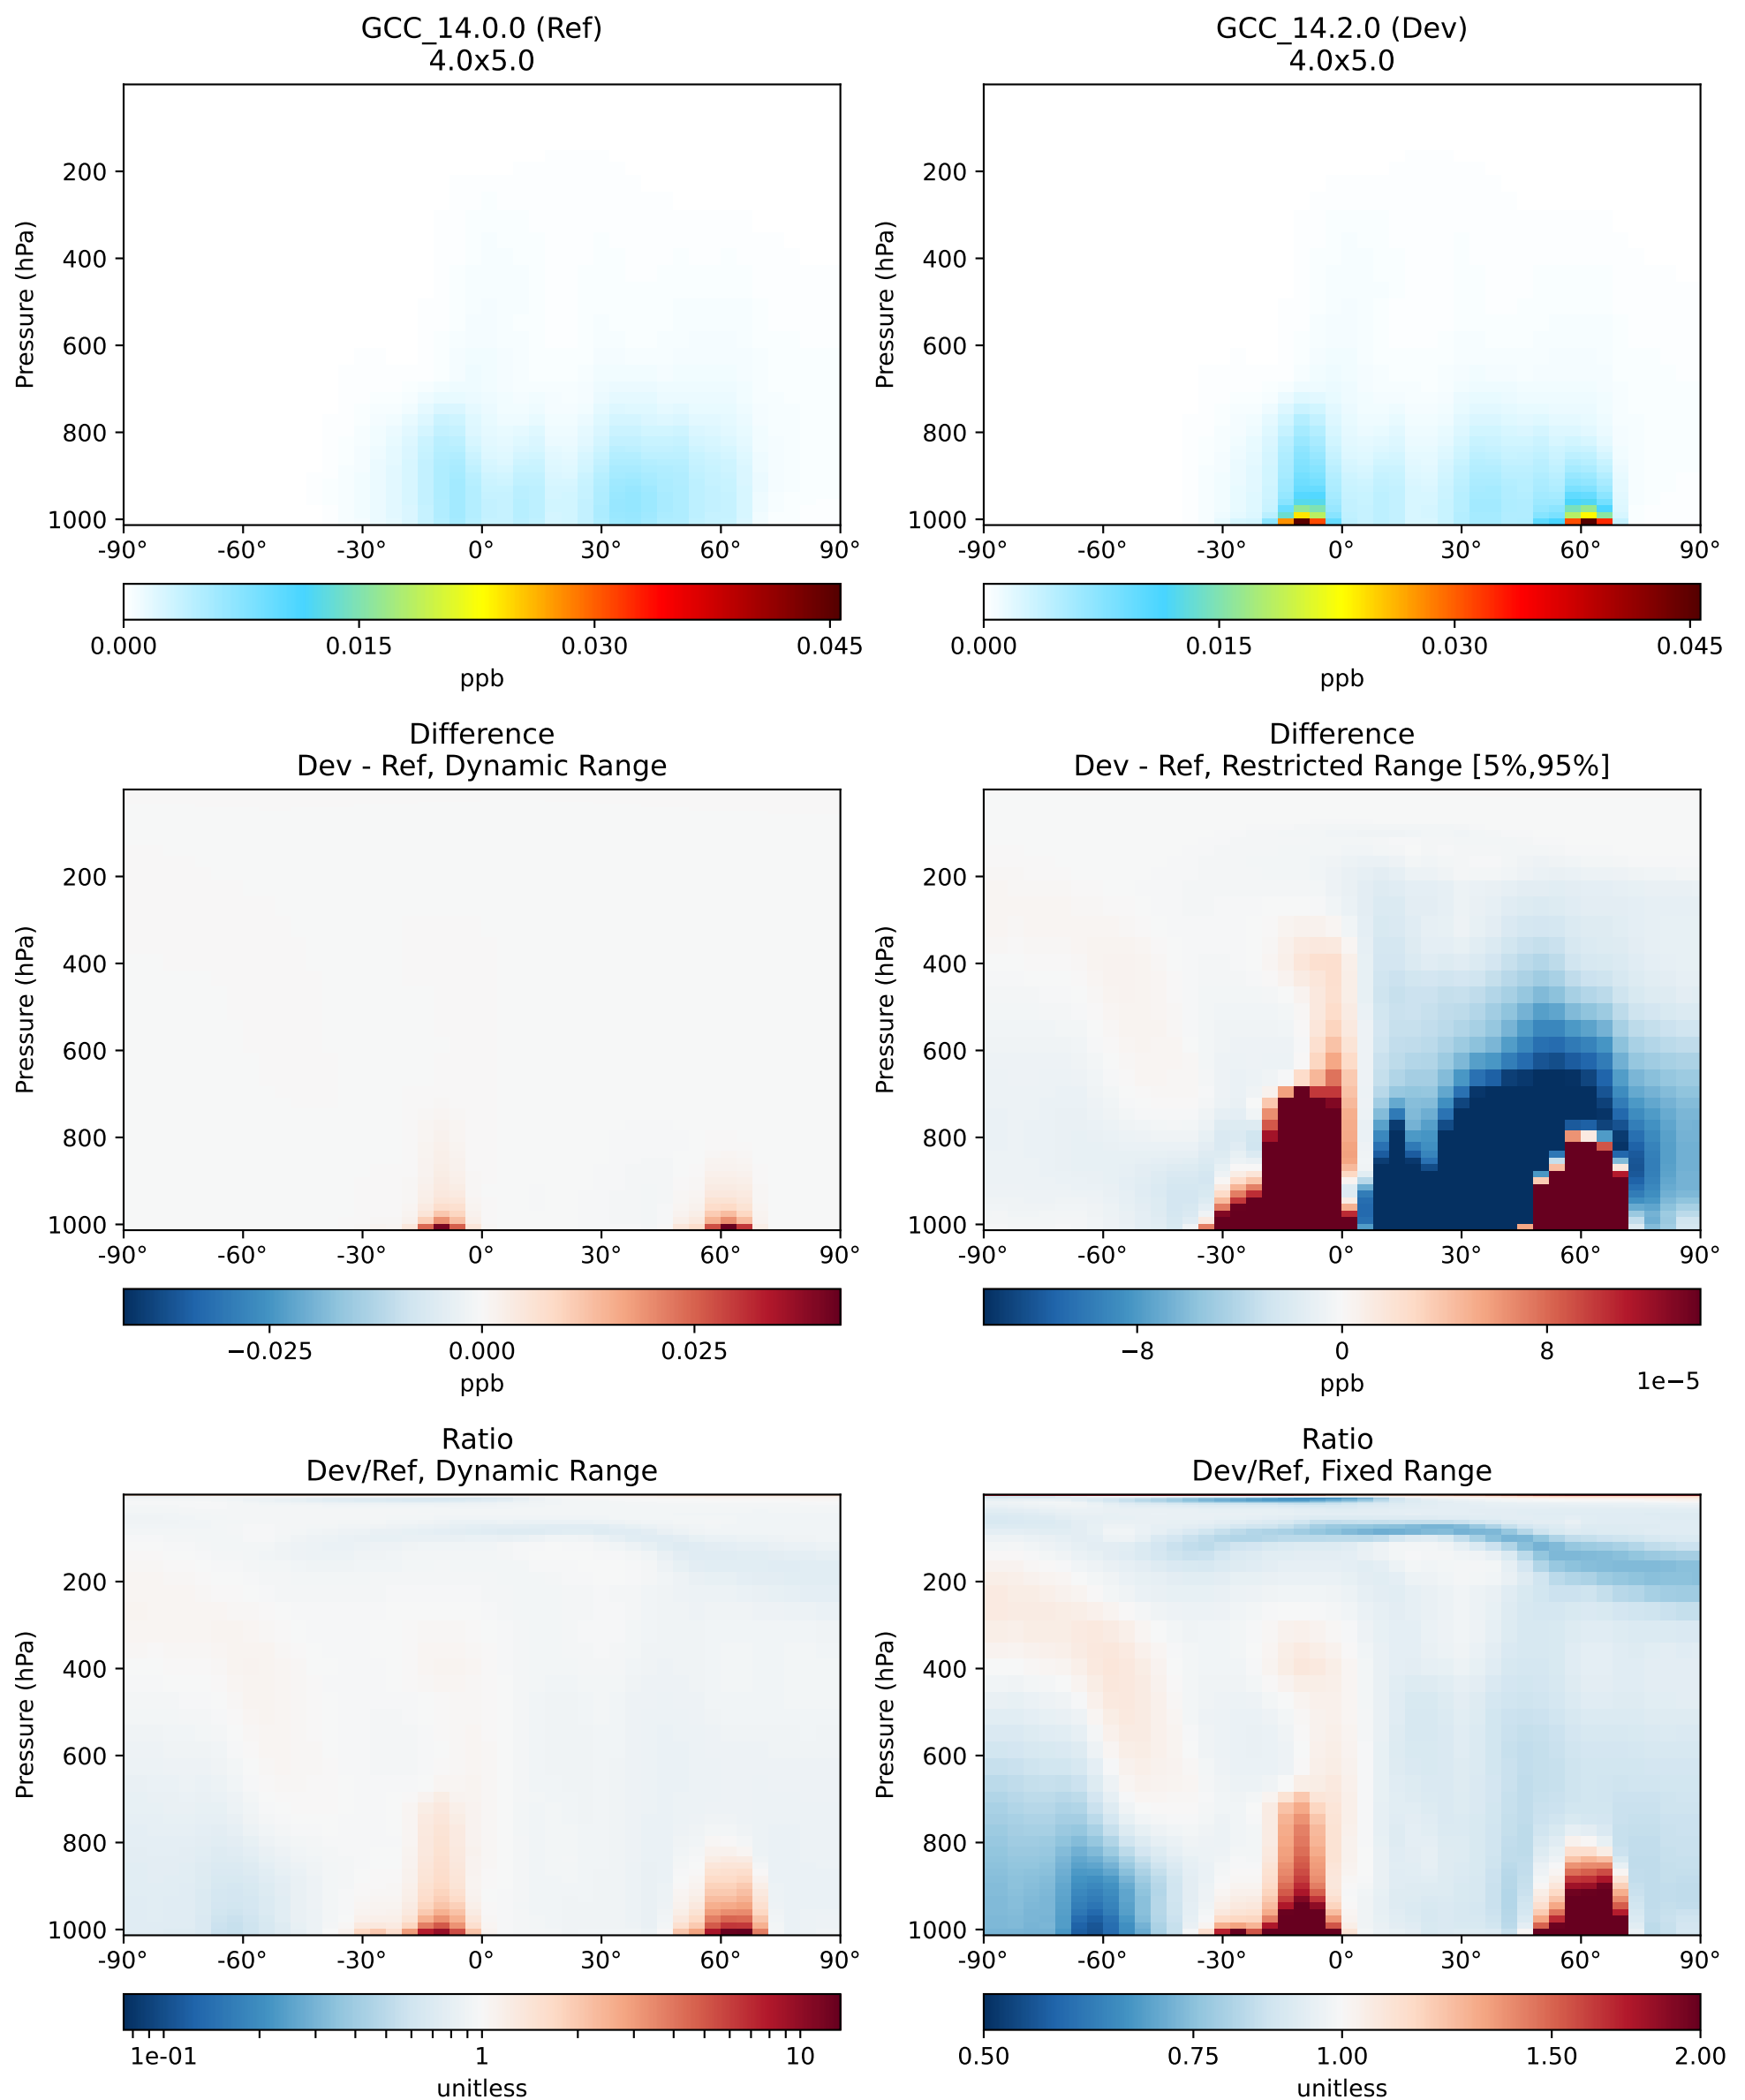 GCC_14.0.0 (Ref)
4.0x5.0
Pressure (hPa)
200
400
600
800
1000
-90° -60° -30° 0° 30° 60° 90°
0.000 0.015 0.030 0.045
ppb
GCC_14.2.0 (Dev)
4.0x5.0
Pressure (hPa)
200
400
600
800
1000
-90° -60° -30° 0° 30° 60° 90°
0.000 0.015 0.030 0.045
ppb
Difference
Dev - Ref, Dynamic Range
Pressure (hPa)
200
400
600
800
1000
-90° -60° -30° 0° 30° 60° 90°
−0.025 0.000 0.025
ppb
Difference
Dev - Ref, Restricted Range [5%,95%]
Pressure (hPa)
200
400
600
800
1000
-90° -60° -30° 0° 30° 60° 90°
−8 0 8
ppb
1e−5
Ratio
Dev/Ref, Dynamic Range
Pressure (hPa)
200
400
600
800
1000
-90° -60° -30° 0° 30° 60° 90°
1e-01 1 10
unitless
Ratio
Dev/Ref, Fixed Range
Pressure (hPa)
200
400
600
800
1000
-90° -60° -30° 0° 30° 60° 90°
0.50 0.75 1.00 1.50 2.00
unitless